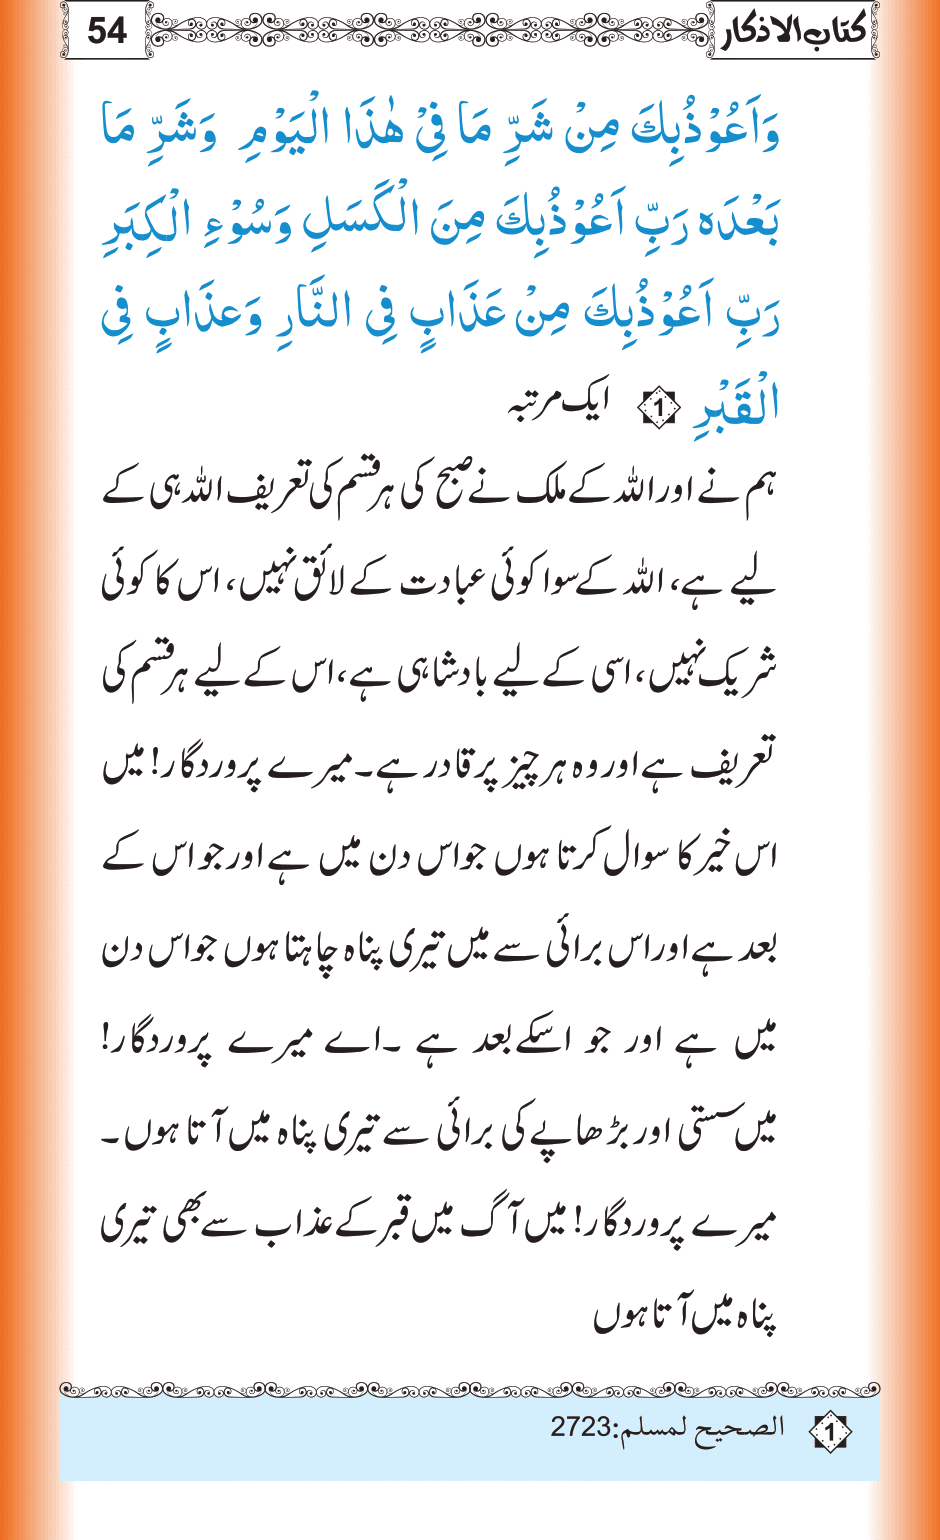 کتاب الاذکار
54
وَاَعُوْذُبِكَ مِنْ شَرِّ مَا فِیْ هٰذَا الْیَوْمِ وَشَرِّ مَا
بَعْدَه رَبِّ اَعُوْذُبِكَ مِنَ الْكَسَلِ وَسُوْءِ الْكِبَرِ
رَبِّ اَعُوْذُبِكَ مِنْ عَذَابٍ فِی النَّارِ وَعذَابٍ فِی
الْقَبْرِ 1 ایک مرتبہ
ہم نے اور اللہ کے ملک نے صبح کی ہر قسم کی تعریف اللہ ہی کے
لیے ہے، اللہ کے سوا کوئی عبادت کے لائق نہیں، اس کا کوئی
شریک نہیں، اسی کے لیے بادشاہی ہے، اس کے لیے ہر قسم کی
تعریف ہے اور وہ ہر چیز پر قادر ہے۔ میرے پروردگار! میں
اس خیر کا سوال کرتا ہوں جو اس دن میں ہے اور جو اس کے
بعد ہے اور اس برائی سے میں تیری پناہ چاہتا ہوں جو اس دن
میں ہے اور جو اسکے بعد ہے ۔ اے میرے پروردگار!
میں سستی اور بڑھاپے کی برائی سے تیری پناہ میں آتا ہوں۔
میرے پروردگار! میں آگ میں قبر کے عذاب سے بھی تیری
پناہ میں آتا ہوں
1 الصحیح لمسلم:2723